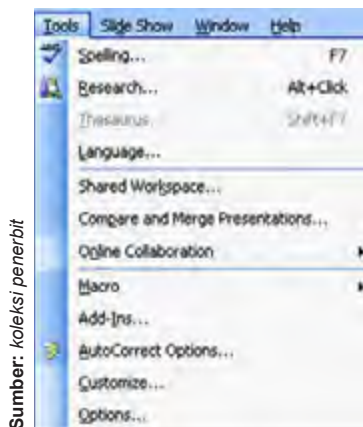 Tools Slide Show Window Help
Spelling... F7
Research... Alt+Click
Thesaurus Shift+F7
Language...
Shared Workspace...
Compare and Merge Presentations...
Online Collaboration
Macro
Add-Ins...
AutoCorrect Options...
Customize...
Options...
Sumber: koleksi penerbit